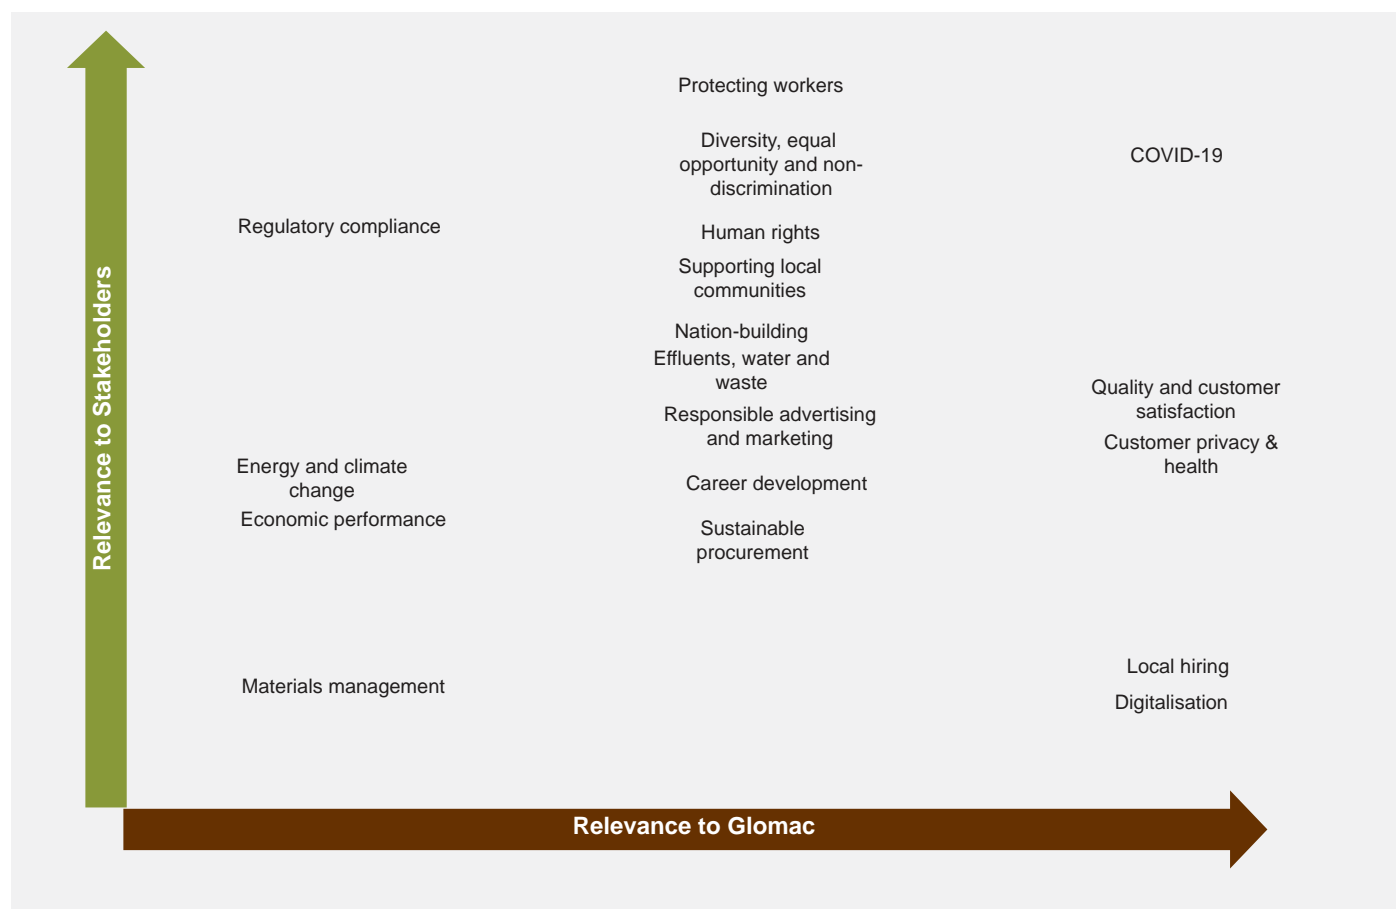 Protecting workers
Diversity, equal
opportunity and non-
discrimination
COVID-19
Regulatory compliance
Human rights
Supporting local
communities
Nation-building
Effluents, water and
waste
Quality and customer
satisfaction
Responsible advertising
and marketing
Customer privacy &
health
Energy and climate
change
Career development
Economic performance
Sustainable
procurement
Local hiring
Materials management
Digitalisation
Relevance to Stakeholders
Relevance to Glomac